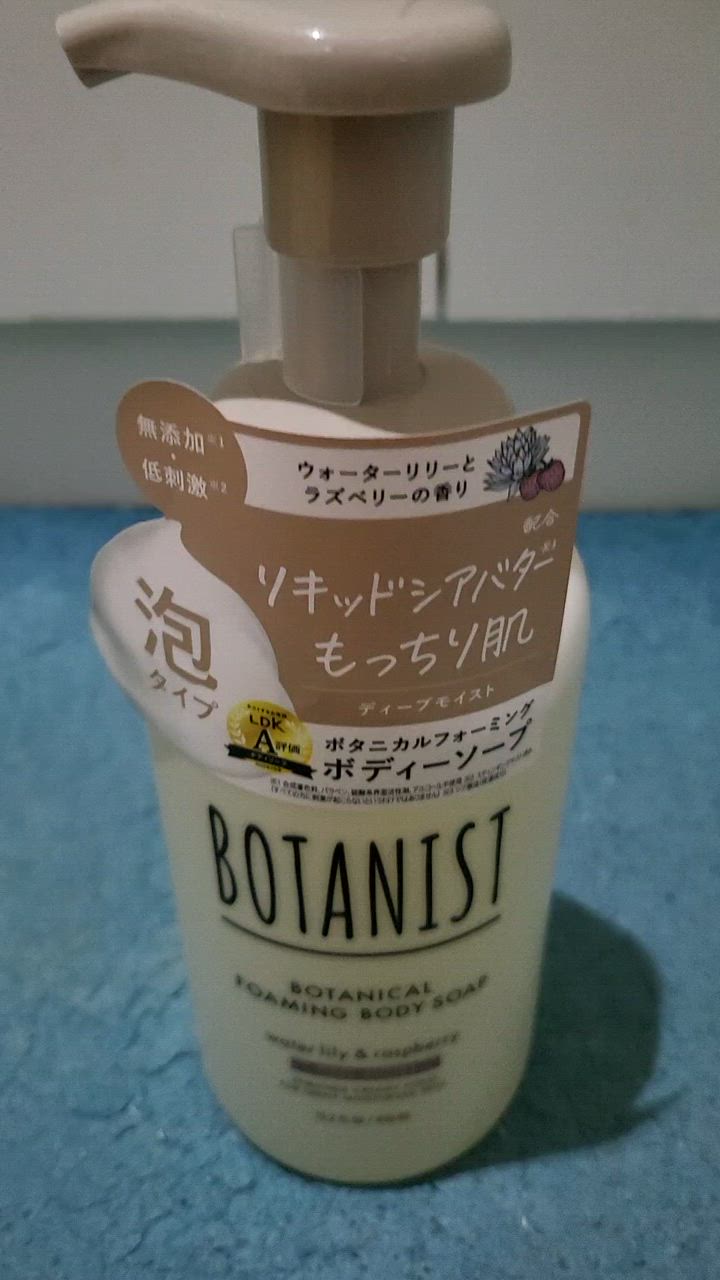 無添加※1
・
低刺激※2
ウォーターリリーと
ラズベリーの香り
配合
リキッドシアバター
もっちり肌
泡
タイプ
ディープモイスト
LDK
A評価
ボタニカルフォーミング
ボディーソープ
BOTANIST
BOTANICAL
FOAMING BODY SOAP
water lily & raspberry